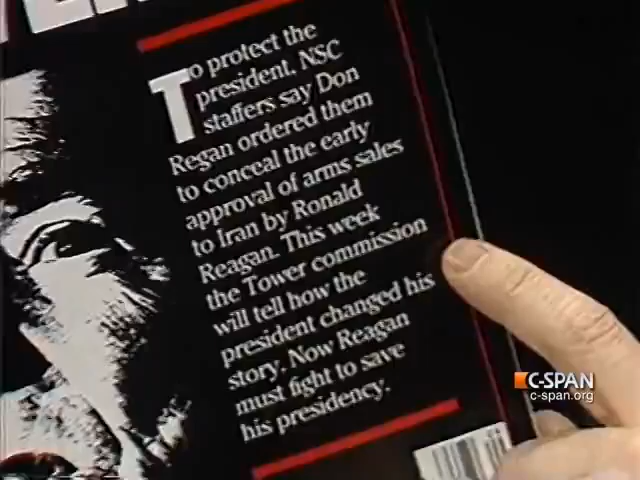 To protect the
president, NSC
staffers say Don
Regan ordered them
to conceal the early
approval of arms sales
to Iran by Ronald
Reagan. This week
the Tower commission
will tell how the
president changed his
story. Now Reagan
must fight to save
his presidency.
C-SPAN
c-span.org